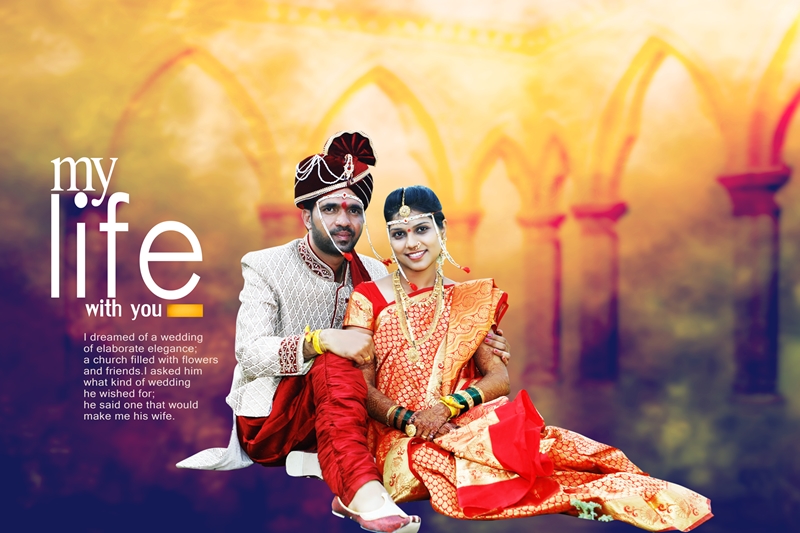 my
life
with you
I dreamed of a wedding
of elaborate elegance;
a church filled with flowers
and friends.I asked him
what kind of wedding
he wished for;
he said one that would
make me his wife.